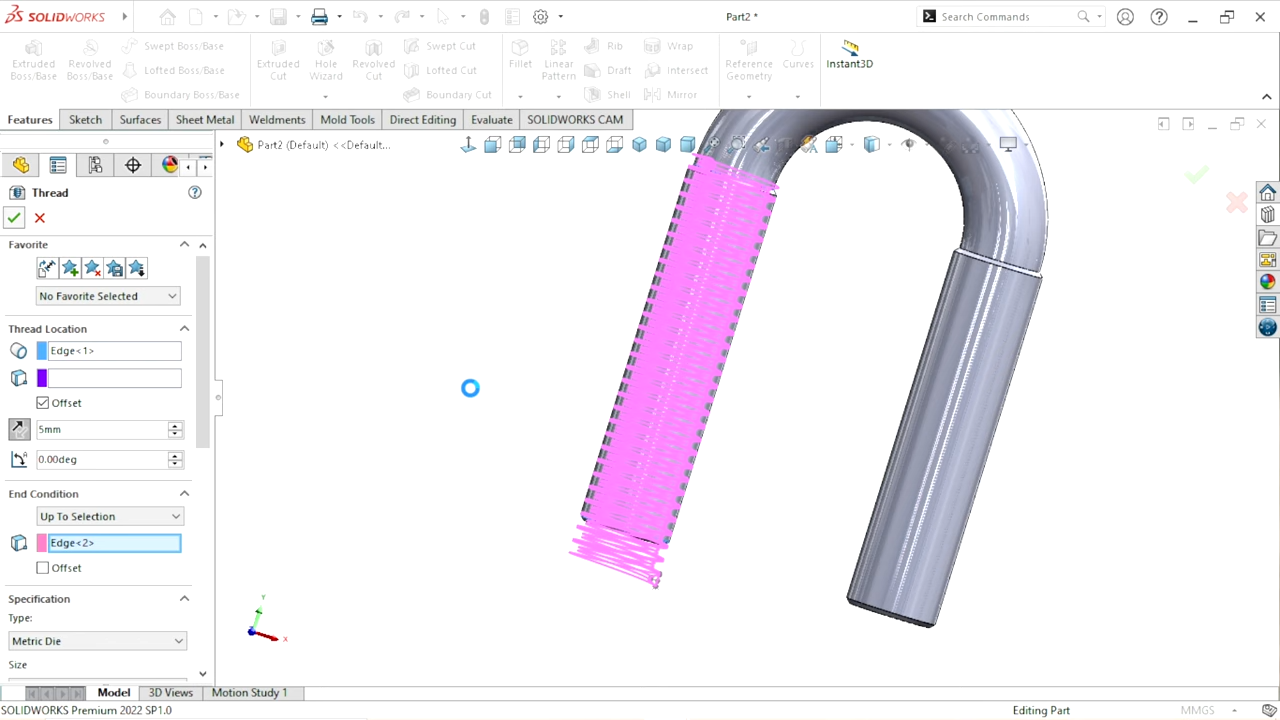 SOLIDWORKS
Part2 *
Search Commands
Extruded Boss/Base
Revolved Boss/Base
Swept Boss/Base
Lofted Boss/Base
Boundary Boss/Base
Extruded Cut
Hole Wizard
Revolved Cut
Swept Cut
Lofted Cut
Boundary Cut
Fillet
Linear Pattern
Rib
Draft
Shell
Wrap
Intersect
Mirror
Reference Geometry
Curves
Instant3D
Features Sketch Surfaces Sheet Metal Weldments Mold Tools Direct Editing Evaluate SOLIDWORKS CAM
Part2 (Default) <<Default...
Thread
Favorite
No Favorite Selected
Thread Location
Edge<1>
Offset
5mm
0.00deg
End Condition
Up To Selection
Edge<2>
Offset
Specification
Type:
Metric Die
Size
Y
X
Model 3D Views Motion Study 1
SOLIDWORKS Premium 2022 SP1.0
Editing Part
MMGS